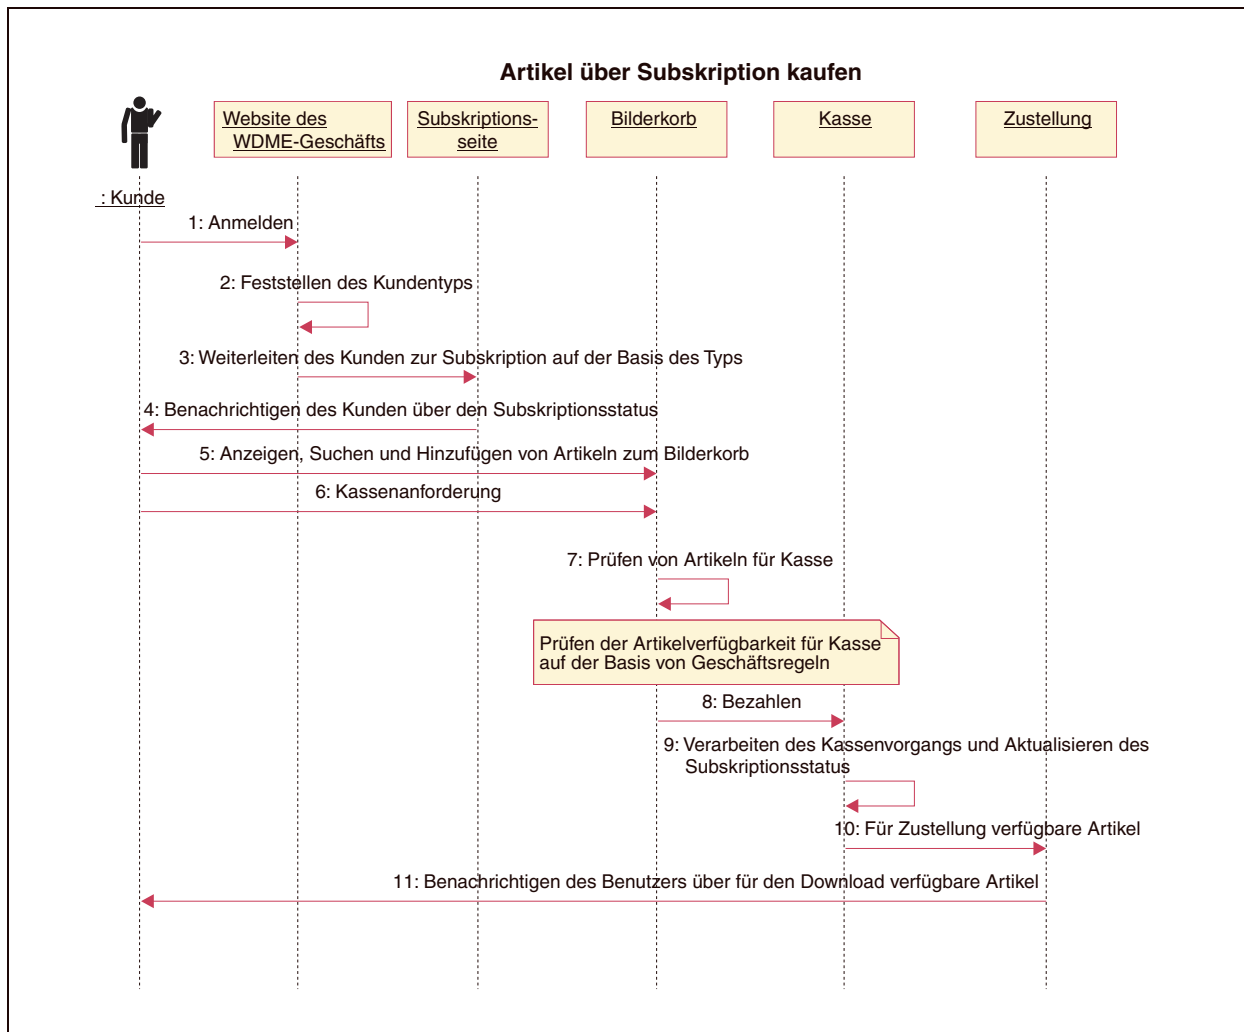 Artikel über Subskription kaufen
Website des
WDME-Geschäfts
Subskriptions-
seite
Bilderkorb
Kasse
Zustellung
: Kunde
1: Anmelden
2: Feststellen des Kundentyps
3: Weiterleiten des Kunden zur Subskription auf der Basis des Typs
4: Benachrichtigen des Kunden über den Subskriptionsstatus
5: Anzeigen, Suchen und Hinzufügen von Artikeln zum Bilderkorb
6: Kassenanforderung
7: Prüfen von Artikeln für Kasse
Prüfen der Artikelverfügbarkeit für Kasse
auf der Basis von Geschäftsregeln
8: Bezahlen
9: Verarbeiten des Kassenvorgangs und Aktualisieren des
Subskriptionsstatus
10: Für Zustellung verfügbare Artikel
11: Benachrichtigen des Benutzers über für den Download verfügbare Artikel